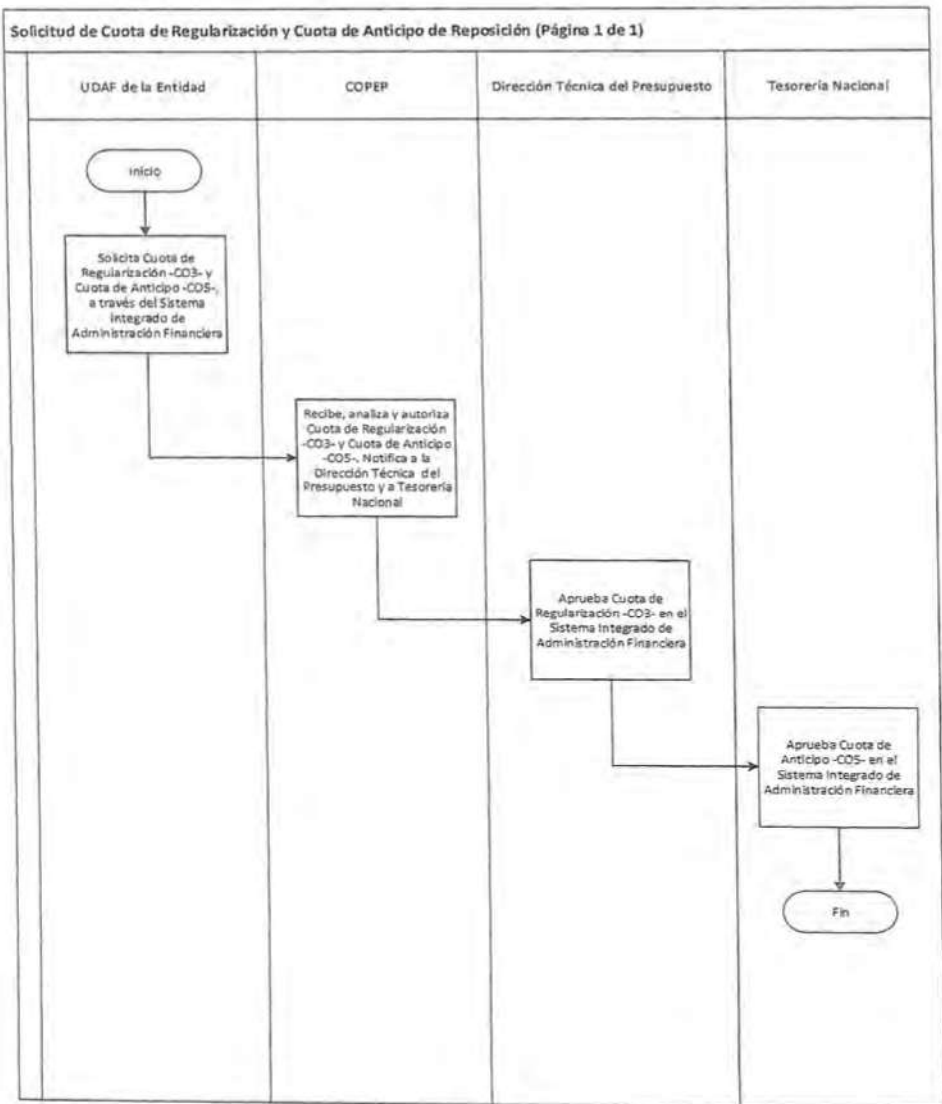 Solicitud de Cuota de Regularización y Cuota de Anticipo de Reposición (Página 1 de 1)
UDAF de la Entidad
COPEP
Dirección Técnica del Presupuesto
Tesorería Nacional
Inicio
Solicita Cuota de
Regularización -CO3- y
Cuota de Anticipo -CO5-,
a través del Sistema
Integrado de
Administración Financiera
Recibe, analiza y autoriza
Cuota de Regularización
-CO3- y Cuota de Anticipo
-CO5-. Notifica a la
Dirección Técnica del
Presupuesto y a Tesorería
Nacional
Aprueba Cuota de
Regularización -CO3- en el
Sistema Integrado de
Administración Financiera
Aprueba Cuota de
Anticipo -CO5- en el
Sistema Integrado de
Administración Financiera
Fin